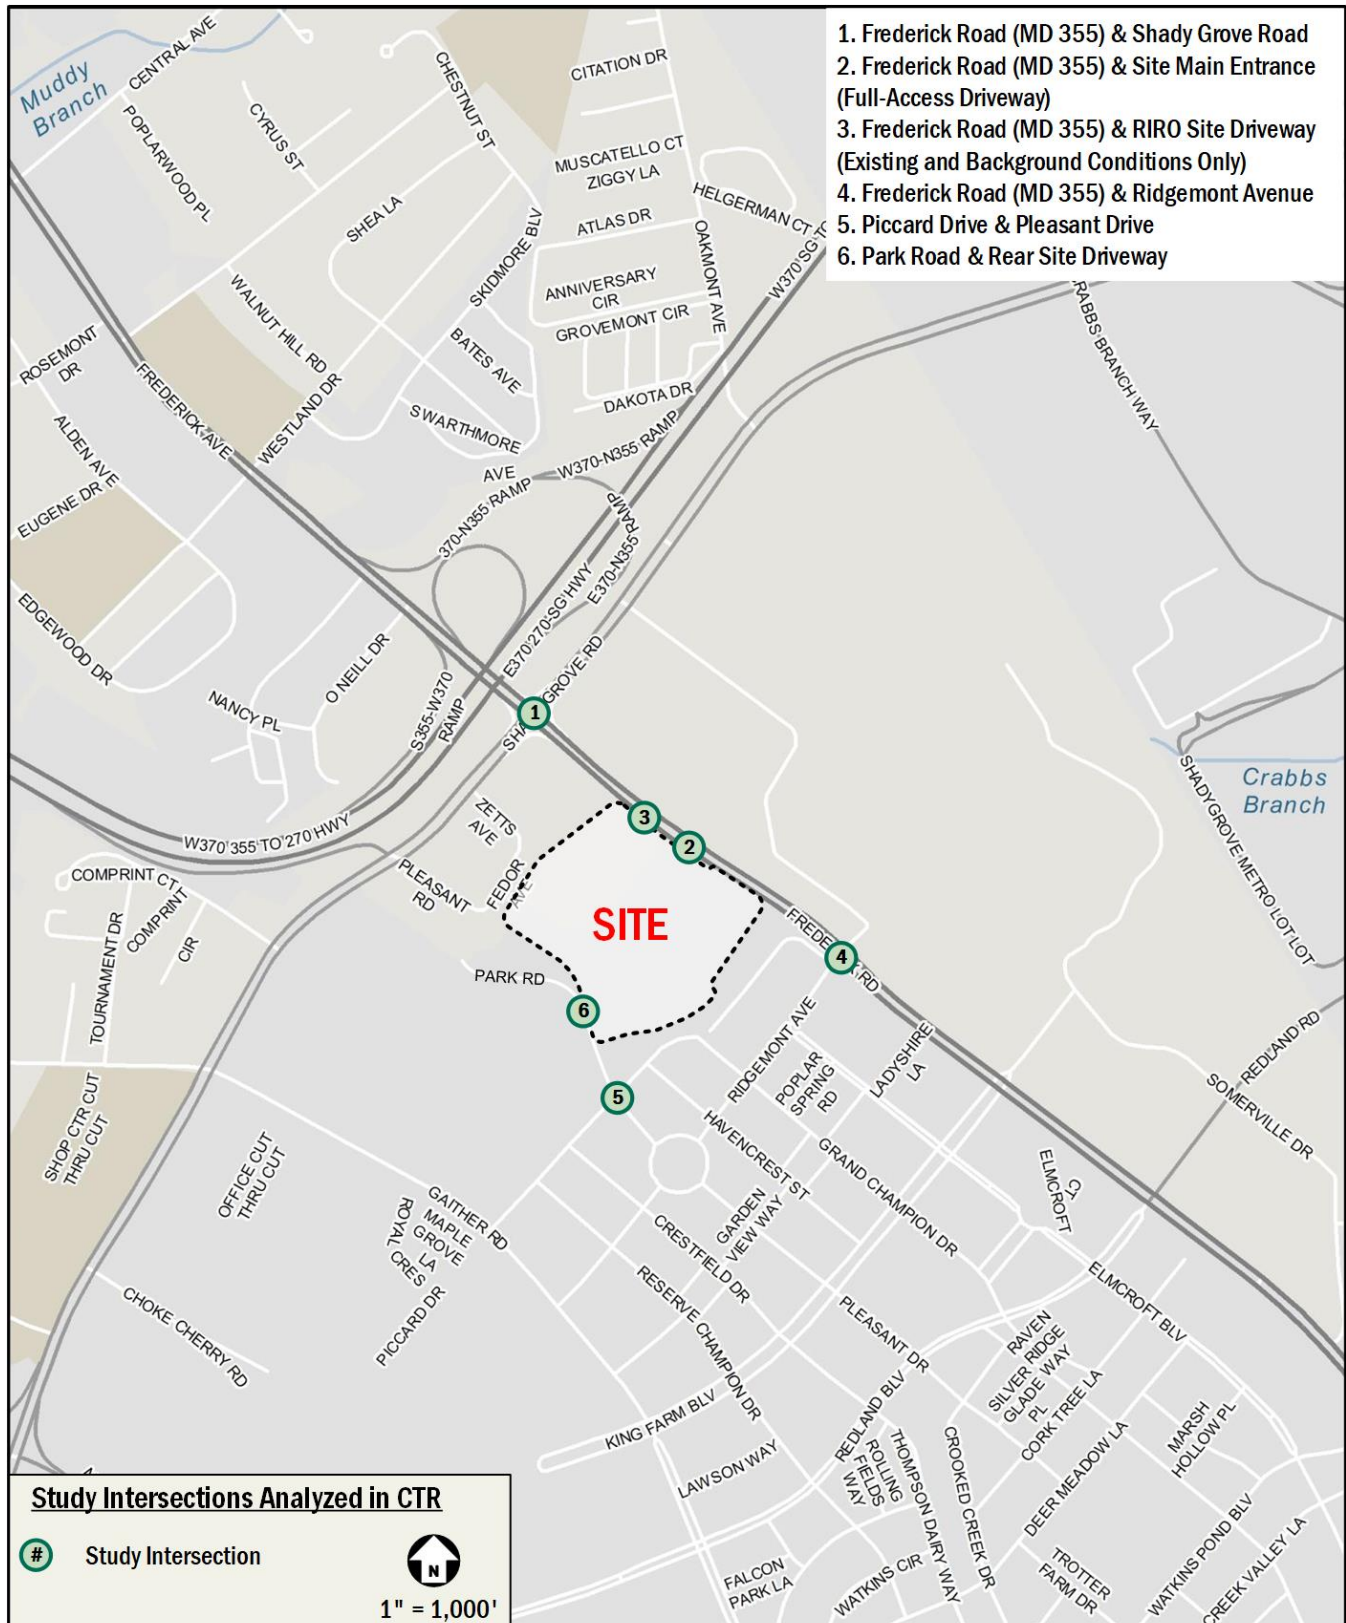 1. Frederick Road (MD 355) & Shady Grove Road
2. Frederick Road (MD 355) & Site Main Entrance
(Full-Access Driveway)
3. Frederick Road (MD 355) & RIRO Site Driveway
(Existing and Background Conditions Only)
4. Frederick Road (MD 355) & Ridgemont Avenue
5. Piccard Drive & Pleasant Drive
6. Park Road & Rear Site Driveway
Muddy
Branch
CENTRAL AVE
POPLARWOOD PL
CYRUS ST
CHESTNUT ST
CITATION DR
MUSCATELLO CT
ZIGGY LA
HELGERMAN CT
SHEA LA
ATLAS DR
SKIDMORE BLV
OAKMONT AVE
W370 SG TO
ANNIVERSARY
CIR
GROVEMONT CIR
WALNUT HILL RD
BATES AVE
ROSEMONT
DR
FREDERICK AVE
WESTLAND DR
DAKOTA DR
SWARTHMORE
AVE
W370-N355 RAMP
CRABBS BRANCH WAY
ALDEN AVE
EUGENE DR
370-N355 RAMP
RAMP
E370-N355
EDGEWOOD DR
O NEILL DR
E370 270-SG HWY
NANCY PL
S355-W370
RAMP
GROVE RD
1
SHADYGROVE METRO LOT LOT
Crabbs
Branch
W370 355 TO 270 HWY
ZETTS
AVE
3
2
COMPRINT CT
COMPRINT
CIR
PLEASANT
RD
FEDOR
AVE
SITE
FREDERICK RD
4
TOURNAMENT DR
PARK RD
6
RIDGEMONT AVE
POPLAR
SPRING
RD
LADYSHIRE
LA
REDLAND RD
SOMERVILLE DR
SHOP CTR CUT
THRU CUT
5
HAVENCREST ST
GRAND CHAMPION DR
ELMCROFT
CT
OFFICE CUT
THRU CUT
GAITHER RD
MAPLE
GROVE
LA
ROYAL
CRES
GARDEN
VIEW WAY
CRESTFIELD DR
RESERVE CHAMPION DR
ELMCROFT BLV
CHOKE CHERRY RD
PICCARD DR
PLEASANT DR
RAVEN
SILVER RIDGE
GLADE WAY
PL
CORK TREE LA
KING FARM BLV
REDLAND BLV
MARSH
HOLLOW PL
LAWSON WAY
ROLLING
FIELDS
WAY
THOMPSON DAIRY WAY
CROOKED CREEK DR
DEER MEADOW LA
FALCON
PARK LA
WATKINS CIR
TROTTER
FARM DR
WATKINS POND BLV
CREEK VALLEY LA
Study Intersections Analyzed in CTR
# Study Intersection
N
1" = 1,000'